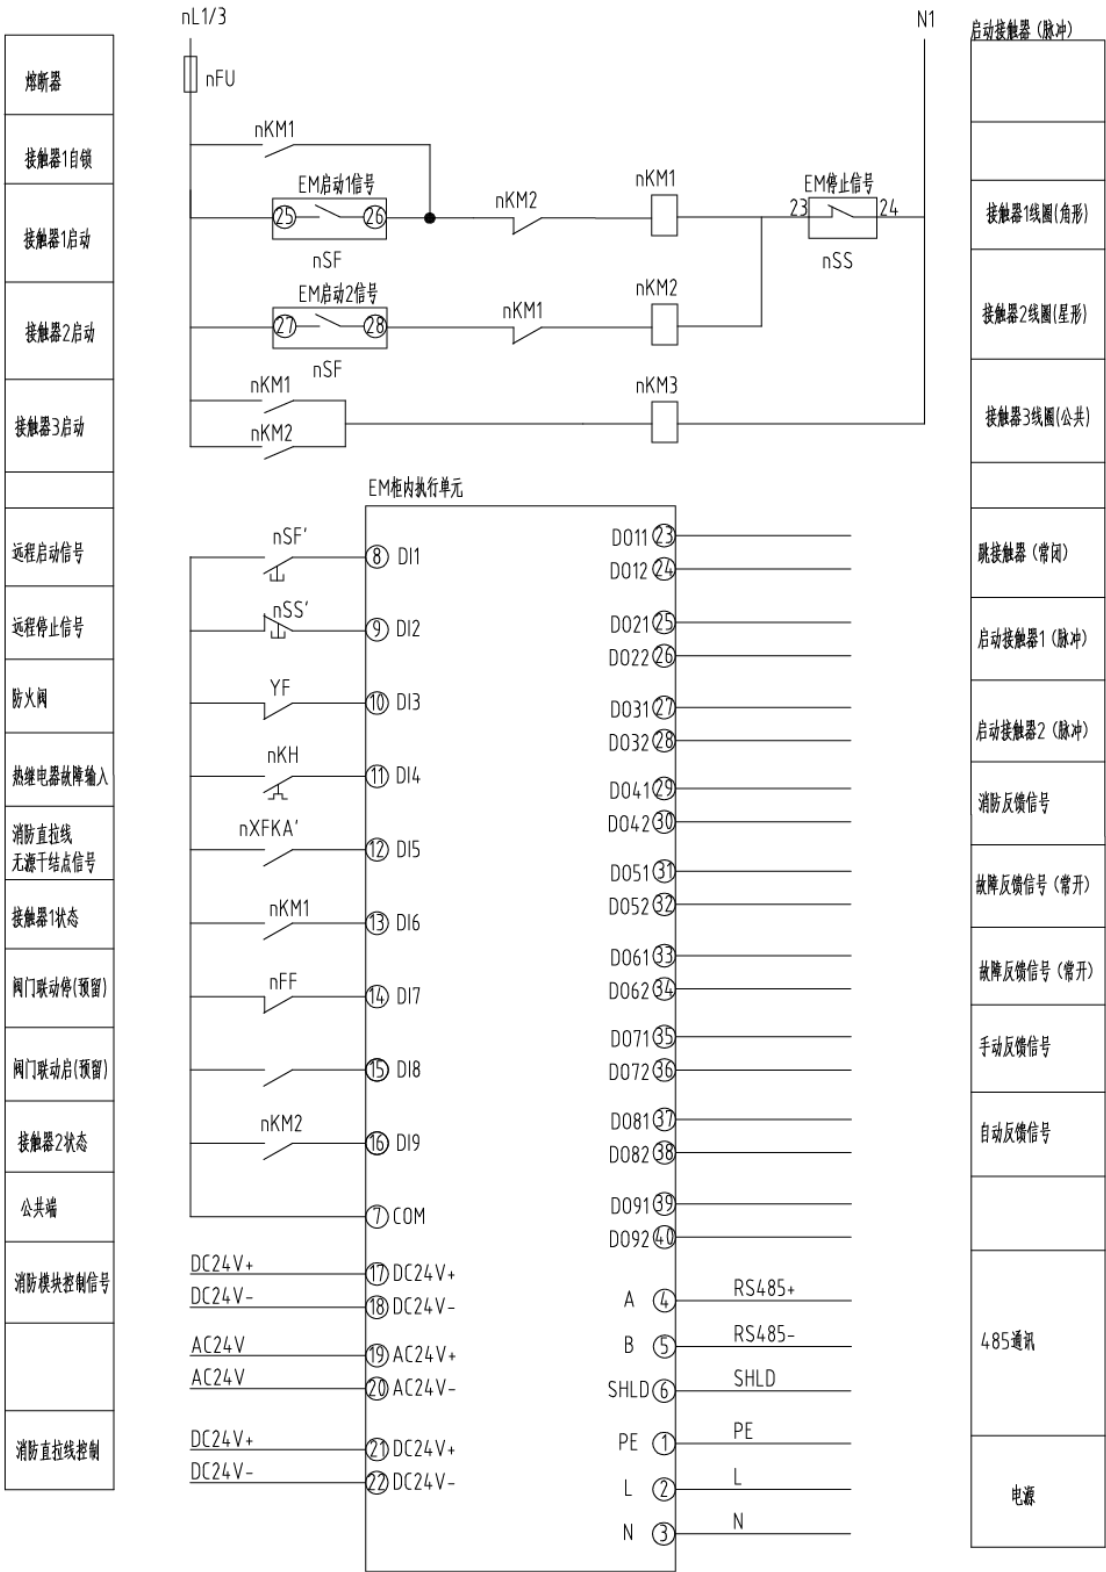 nL1/3
N1
启动接触器（脉冲）
熔断器
nFU
nKM1
接触器1自锁
EM启动1信号
nKM2
nKM1
EM停止信号
25
26
23
24
接触器1线圈(角形)
接触器1启动
nSF
nSS
EM启动2信号
nKM1
nKM2
27
28
接触器2线圈(星形)
接触器2启动
nSF
nKM1
nKM3
nKM2
接触器3启动
接触器3线圈(公共)
EM柜内执行单元
远程启动信号
nSF'
8 DI1
DO11 23
DO12 24
跳接触器（常闭）
远程停止信号
nSS'
9 DI2
DO21 25
DO22 26
启动接触器1（脉冲）
防火阀
YF
10 DI3
DO31 27
DO32 28
启动接触器2（脉冲）
热继电器故障输入
nKH
11 DI4
DO41 29
DO42 30
消防反馈信号
消防直拉线
无源干结点信号
nXFKA'
12 DI5
DO51 31
DO52 32
故障反馈信号（常开）
接触器1状态
nKM1
13 DI6
DO61 33
DO62 34
故障反馈信号（常开）
阀门联动停(预留)
nFF
14 DI7
DO71 35
DO72 36
手动反馈信号
阀门联动启(预留)
15 DI8
DO81 37
DO82 38
自动反馈信号
接触器2状态
nKM2
16 DI9
公共端
7 COM
DO91 39
DO92 40
消防模块控制信号
DC24V+
17 DC24V+
DC24V-
18 DC24V-
A 4 RS485+
AC24V
19 AC24V+
B 5 RS485-
485通讯
AC24V
20 AC24V-
SHLD 6 SHLD
消防直拉线控制
DC24V+
21 DC24V+
PE 1 PE
DC24V-
22 DC24V-
L 2 L
电源
N 3 N